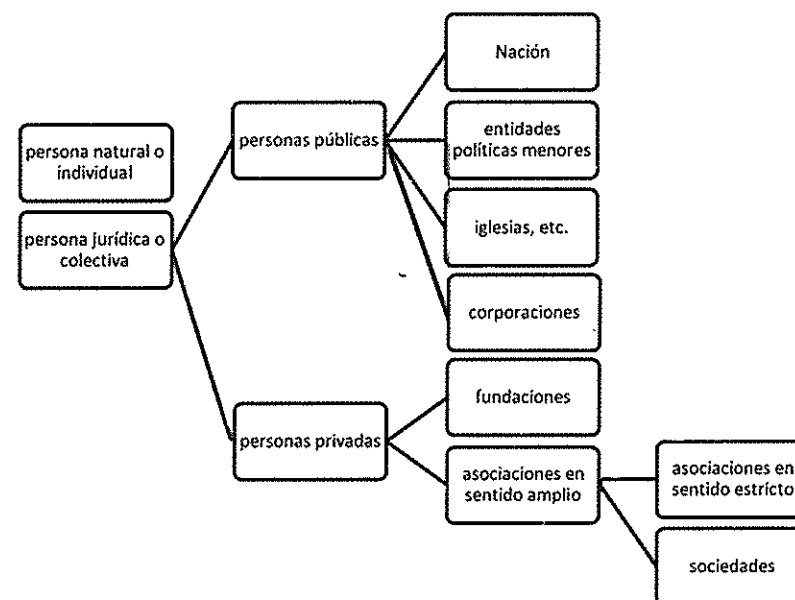 persona natural o
individual
persona jurídica o
colectiva
personas públicas
Nación
entidades
políticas menores
iglesias, etc.
corporaciones
personas privadas
fundaciones
asociaciones en
sentido amplio
asociaciones en
sentido estricto
sociedades